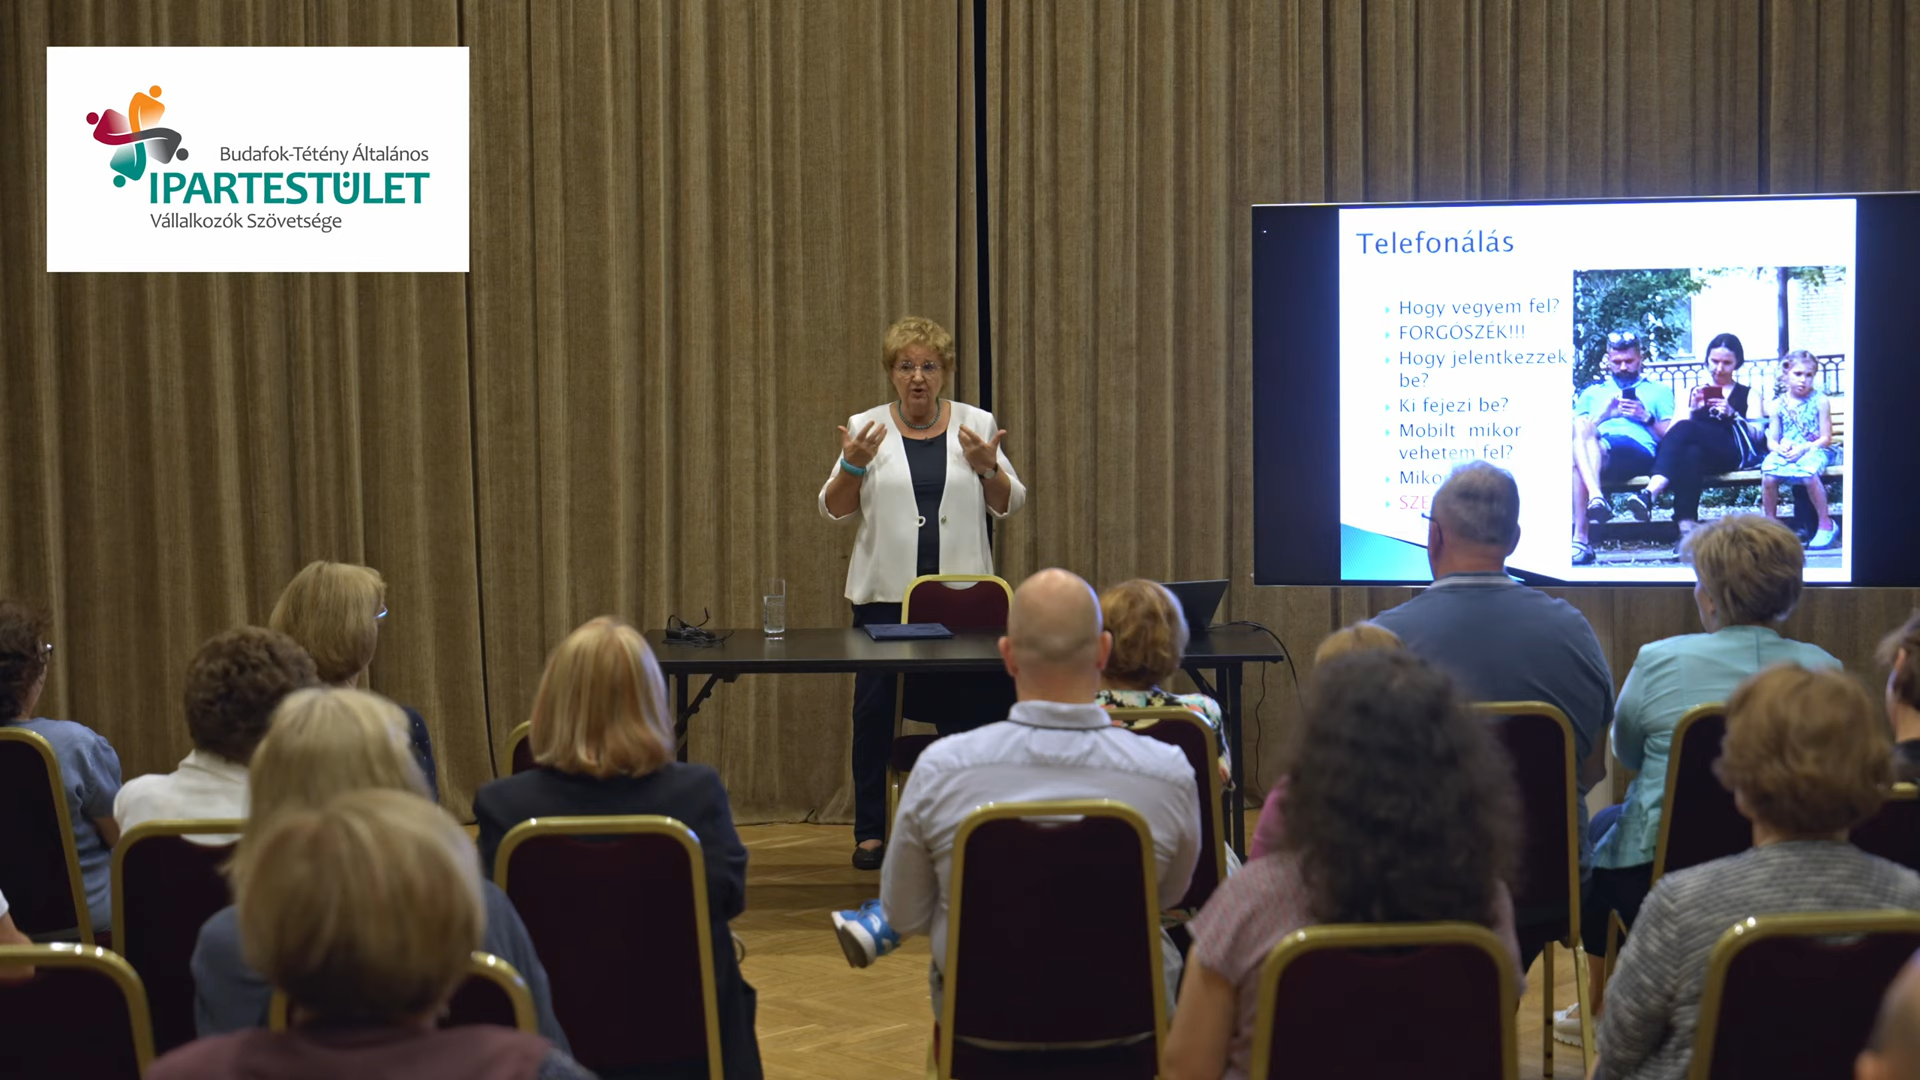 Budafok-Tétény Általános
IPARTESTÜLET
Vállalkozók Szövetsége
Telefonálás
Hogy vegyem fel?
FORGÓSZÉK!!!
Hogy jelentkezzek
be?
Ki fejezi be?
Mobilt mikor
vehetem fel?